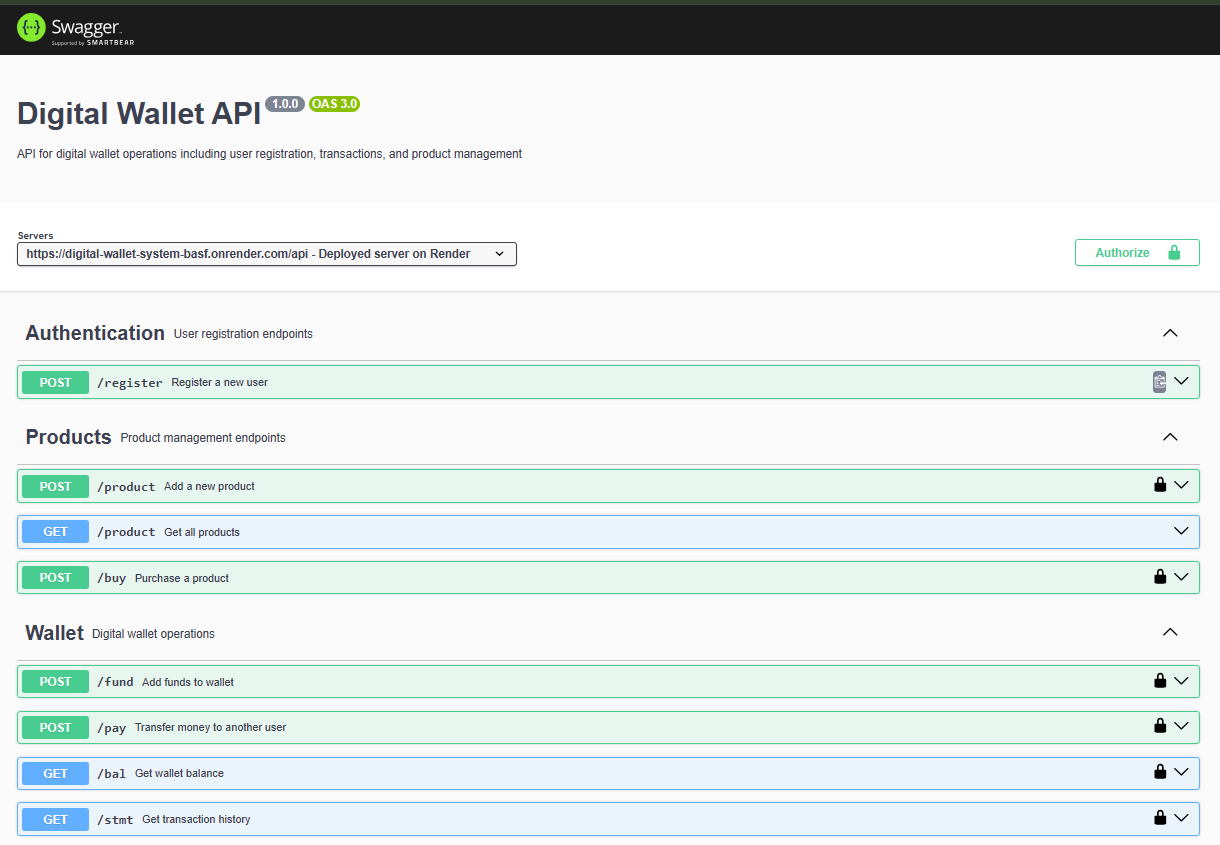 Swagger.
Supported by SMARTBEAR
Digital Wallet API 1.0.0 OAS 3.0
API for digital wallet operations including user registration, transactions, and product management
Servers
https://digital-wallet-system-basf.onrender.com/api - Deployed server on Render
Authorize
Authentication User registration endpoints
POST /register Register a new user
Products Product management endpoints
POST /product Add a new product
GET /product Get all products
POST /buy Purchase a product
Wallet Digital wallet operations
POST /fund Add funds to wallet
POST /pay Transfer money to another user
GET /bal Get wallet balance
GET /stmt Get transaction history